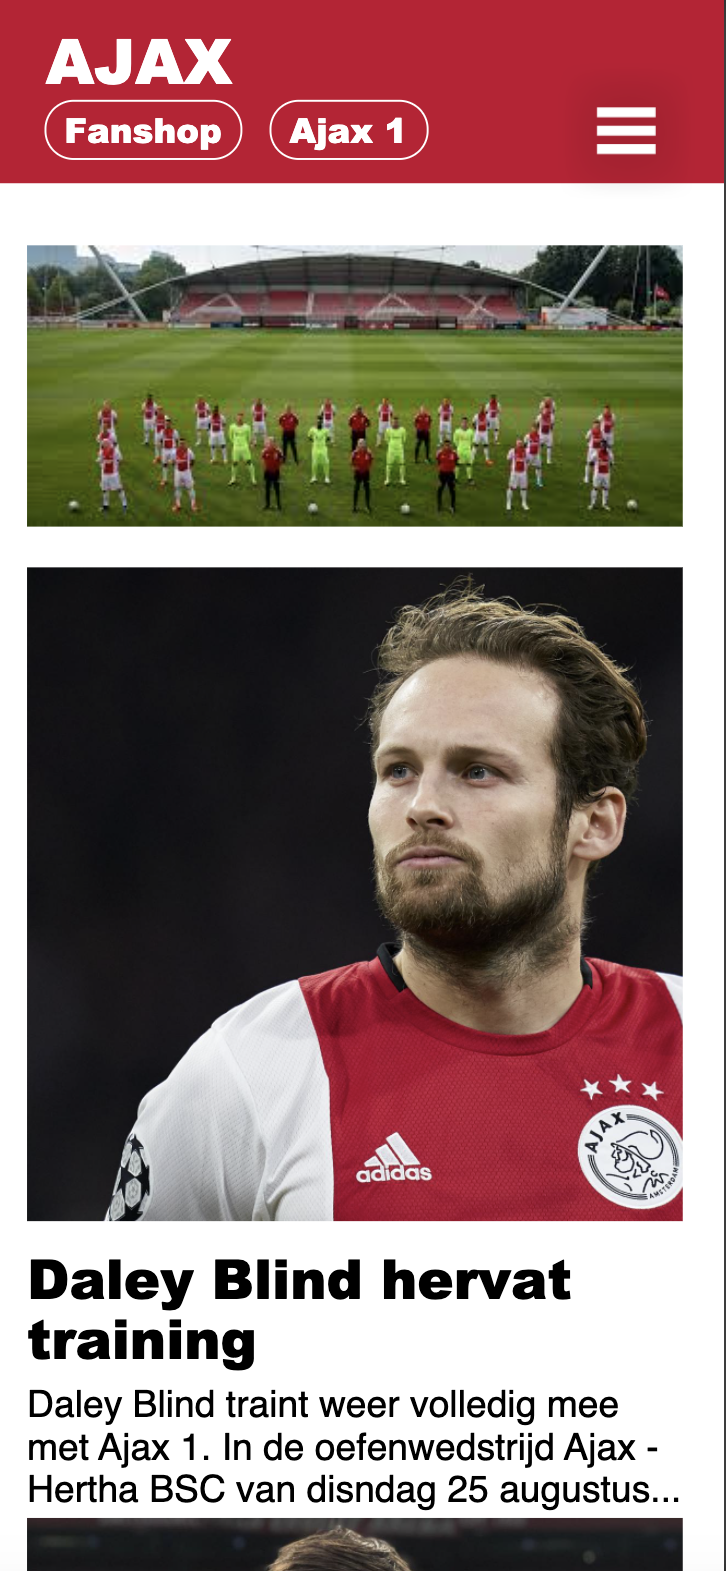 AJAX
Fanshop
Ajax 1
AJAX
adidas
AMSTERDAM
Daley Blind hervat
training
Daley Blind traint weer volledig mee
met Ajax 1. In de oefenwedstrijd Ajax -
Hertha BSC van disndag 25 augustus...